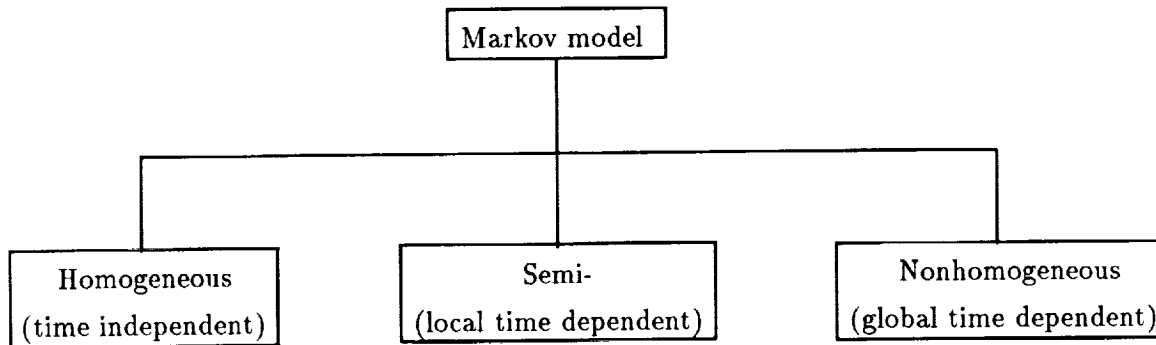 Markov model
Homogeneous
(time independent)
Semi-
(local time dependent)
Nonhomogeneous
(global time dependent)